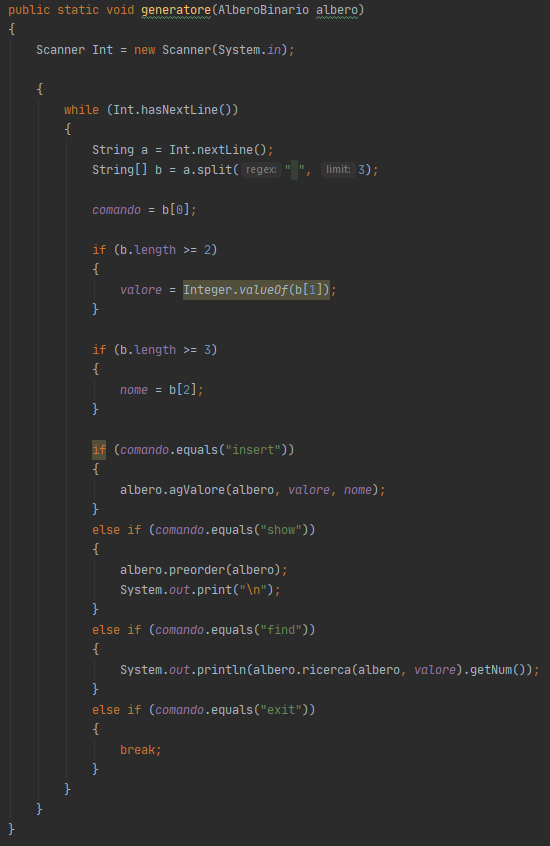 public static void generatore(AlberoBinario albero)
{
Scanner Int = new Scanner(System.in);
{
while (Int.hasNextLine())
{
String a = Int.nextLine();
String[] b = a.split( regex: " ", limit: 3);
comando = b[0];
if (b.length >= 2)
{
valore = Integer.valueOf(b[1]);
}
if (b.length >= 3)
{
nome = b[2];
}
if (comando.equals("insert"))
{
albero.agValore(albero, valore, nome);
}
else if (comando.equals("show"))
{
albero.preorder(albero);
System.out.print("\n");
}
else if (comando.equals("find"))
{
System.out.println(albero.ricerca(albero, valore).getNum());
}
else if (comando.equals("exit"))
{
break;
}
}
}
}